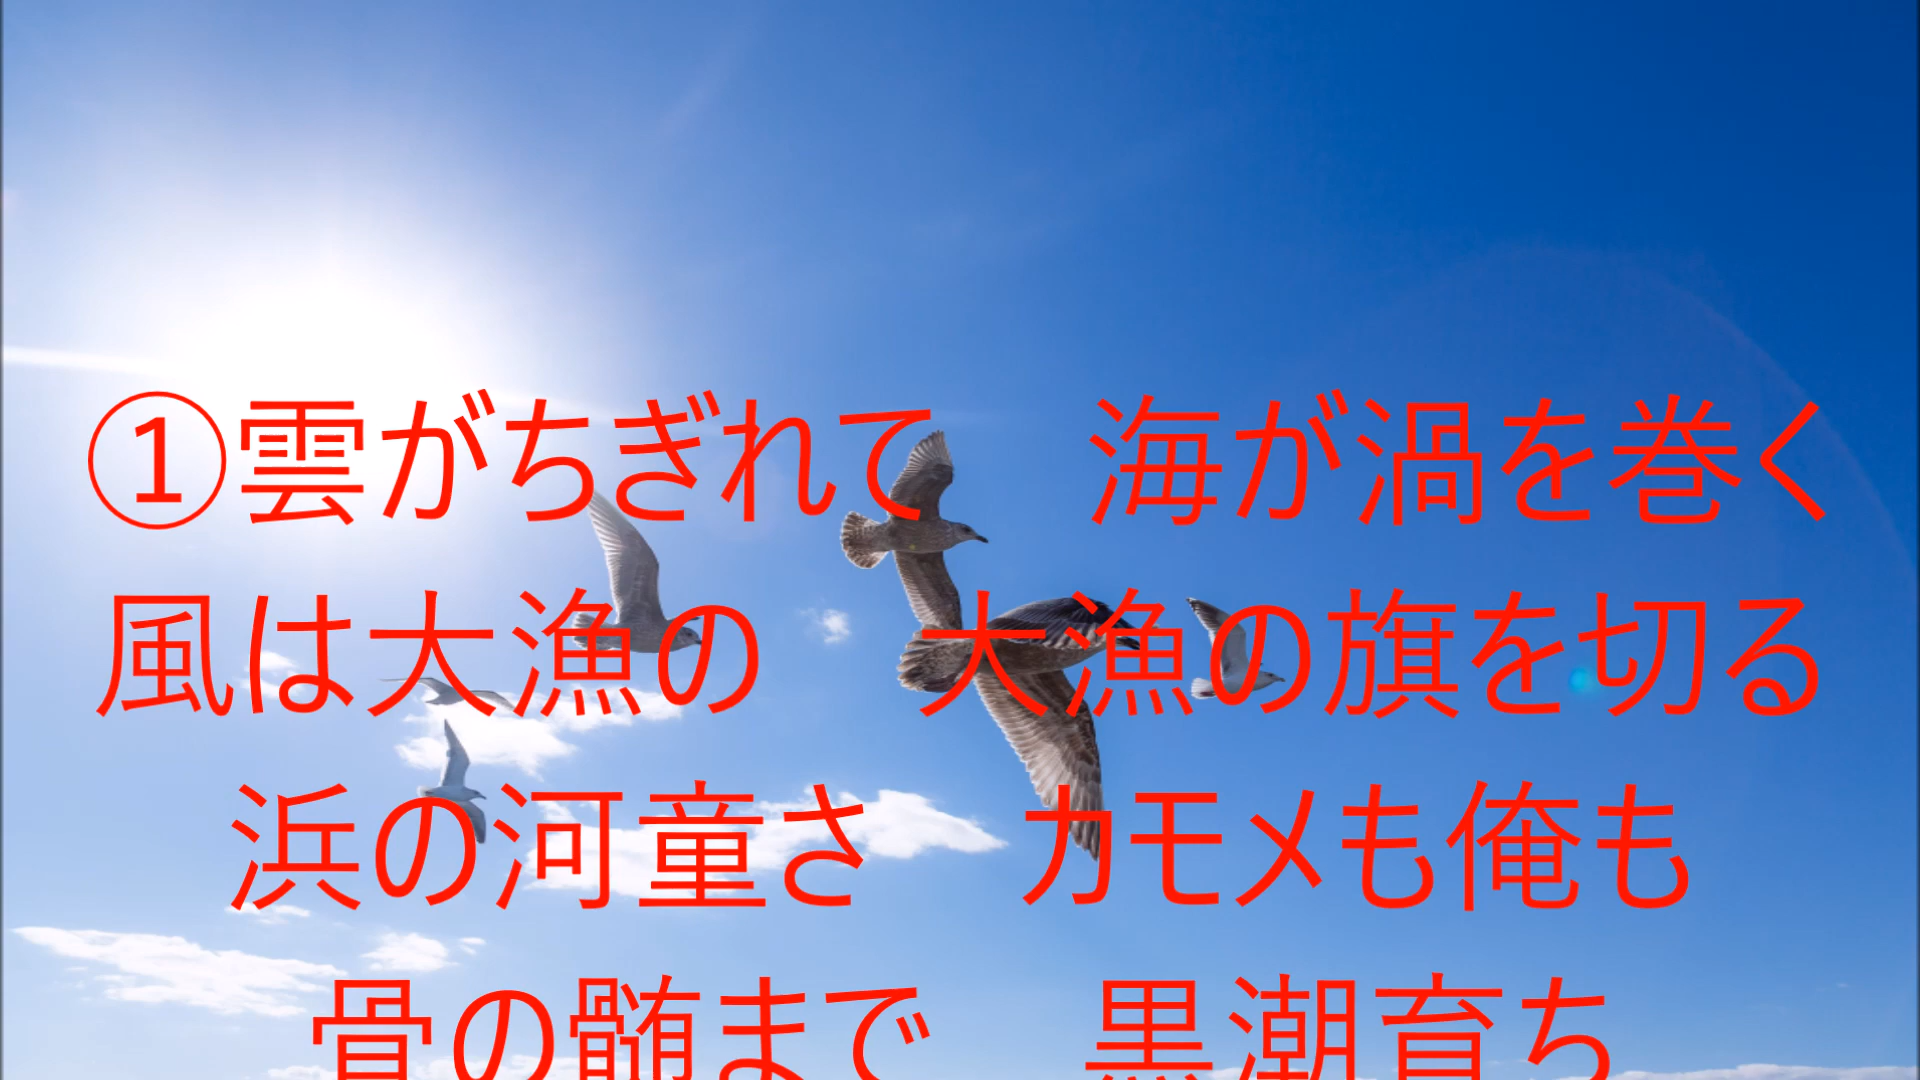 ①雲がちぎれて　海が渦を巻く
風は大漁の　大漁の旗を切る
浜の河童さ　カモメも俺も
骨の髄まで　黒潮育ち